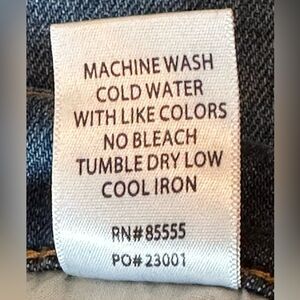 MACHINE WASH
COLD WATER
WITH LIKE COLORS
NO BLEACH
TUMBLE DRY LOW
COOL IRON
RN#85555
PO#23001